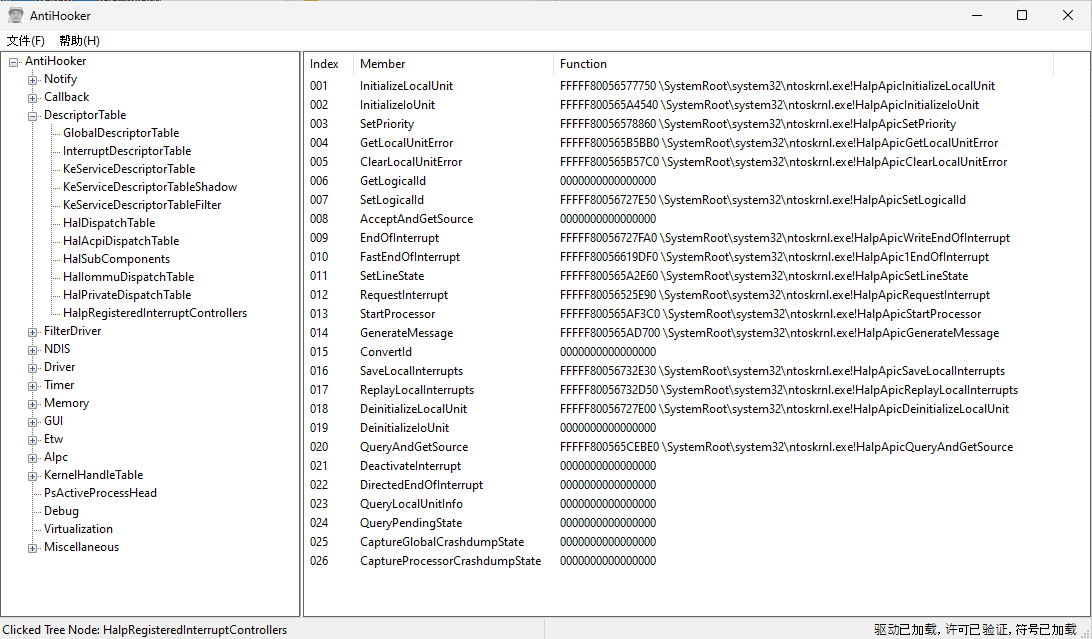 AntiHooker
文件(F) 帮助(H)
AntiHooker
Notify
Callback
DescriptorTable
GlobalDescriptorTable
InterruptDescriptorTable
KeServiceDescriptorTable
KeServiceDescriptorTableShadow
KeServiceDescriptorTableFilter
HalDispatchTable
HalAcpiDispatchTable
HalSubComponents
HalIommuDispatchTable
HalPrivateDispatchTable
HalpRegisteredInterruptControllers
FilterDriver
NDIS
Driver
Timer
Memory
GUI
Etw
Alpc
KernelHandleTable
PsActiveProcessHead
Debug
Virtualization
Miscellaneous
Index Member Function
001 InitializeLocalUnit FFFFF80056577750 \SystemRoot\system32\ntoskrnl.exe!HalpApicInitializeLocalUnit
002 InitializeIoUnit FFFFF800565A4540 \SystemRoot\system32\ntoskrnl.exe!HalpApicInitializeIoUnit
003 SetPriority FFFFF80056578860 \SystemRoot\system32\ntoskrnl.exe!HalpApicSetPriority
004 GetLocalUnitError FFFFF800565B5BB0 \SystemRoot\system32\ntoskrnl.exe!HalpApicGetLocalUnitError
005 ClearLocalUnitError FFFFF800565B57C0 \SystemRoot\system32\ntoskrnl.exe!HalpApicClearLocalUnitError
006 GetLogicalId 0000000000000000
007 SetLogicalId FFFFF80056727E50 \SystemRoot\system32\ntoskrnl.exe!HalpApicSetLogicalId
008 AcceptAndGetSource 0000000000000000
009 EndOfInterrupt FFFFF80056727FA0 \SystemRoot\system32\ntoskrnl.exe!HalpApicWriteEndOfInterrupt
010 FastEndOfInterrupt FFFFF80056619DF0 \SystemRoot\system32\ntoskrnl.exe!HalpApic1EndOfInterrupt
011 SetLineState FFFFF800565A2E60 \SystemRoot\system32\ntoskrnl.exe!HalpApicSetLineState
012 RequestInterrupt FFFFF80056525E90 \SystemRoot\system32\ntoskrnl.exe!HalpApicRequestInterrupt
013 StartProcessor FFFFF800565AF3C0 \SystemRoot\system32\ntoskrnl.exe!HalpApicStartProcessor
014 GenerateMessage FFFFF800565AD700 \SystemRoot\system32\ntoskrnl.exe!HalpApicGenerateMessage
015 ConvertId 0000000000000000
016 SaveLocalInterrupts FFFFF80056732E30 \SystemRoot\system32\ntoskrnl.exe!HalpApicSaveLocalInterrupts
017 ReplayLocalInterrupts FFFFF80056732D50 \SystemRoot\system32\ntoskrnl.exe!HalpApicReplayLocalInterrupts
018 DeinitializeLocalUnit FFFFF80056727E00 \SystemRoot\system32\ntoskrnl.exe!HalpApicDeinitializeLocalUnit
019 DeinitializeIoUnit 0000000000000000
020 QueryAndGetSource FFFFF800565CEBE0 \SystemRoot\system32\ntoskrnl.exe!HalpApicQueryAndGetSource
021 DeactivateInterrupt 0000000000000000
022 DirectedEndOfInterrupt 0000000000000000
023 QueryLocalUnitInfo 0000000000000000
024 QueryPendingState 0000000000000000
025 CaptureGlobalCrashdumpState 0000000000000000
026 CaptureProcessorCrashdumpState 0000000000000000
Clicked Tree Node: HalpRegisteredInterruptControllers
驱动已加载, 许可已验证, 符号已加载